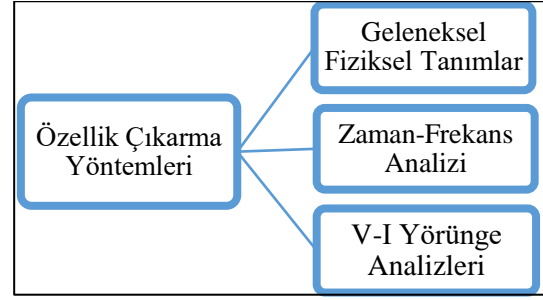 Özellik Çıkarma
Yöntemleri
Geleneksel
Fiziksel Tanımlar
Zaman-Frekans
Analizi
V-I Yörünge
Analizleri